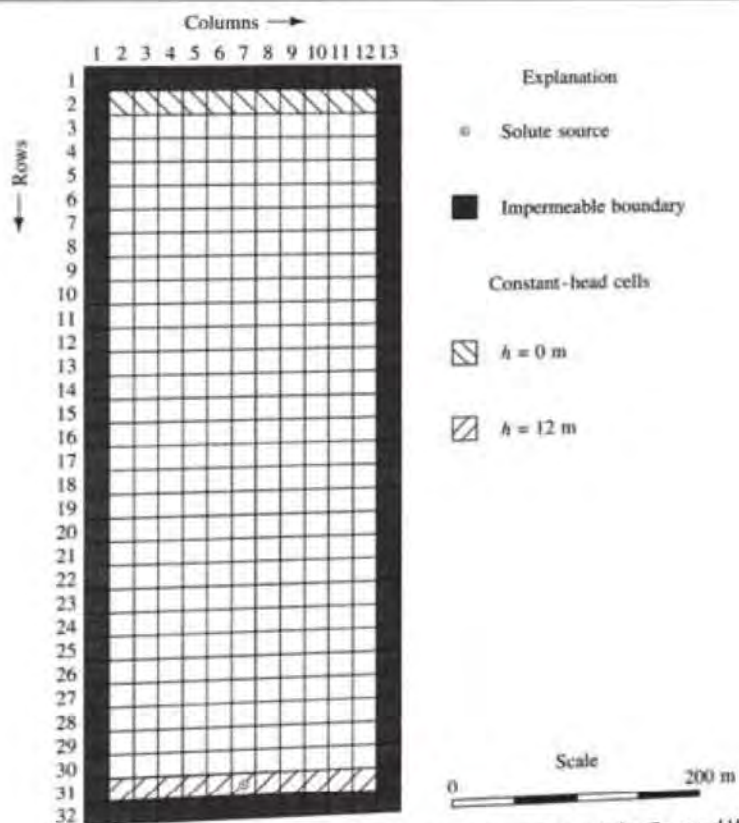 Columns →
1 2 3 4 5 6 7 8 9 10 11 12 13
← Rows
1
2
3
4
5
6
7
8
9
10
11
12
13
14
15
16
17
18
19
20
21
22
23
24
25
26
27
28
29
30
31
32
Explanation
Solute source
Impermeable boundary
Constant-head cells
h = 0 m
h = 12 m
Scale
0 200 m